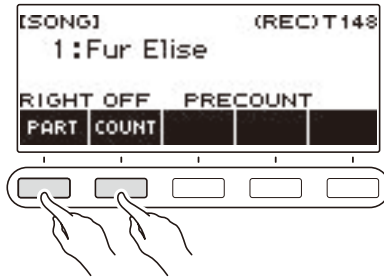 [SONG] (REC) T148
1:Fur Elise
RIGHT OFF PRECOUNT
PART COUNT